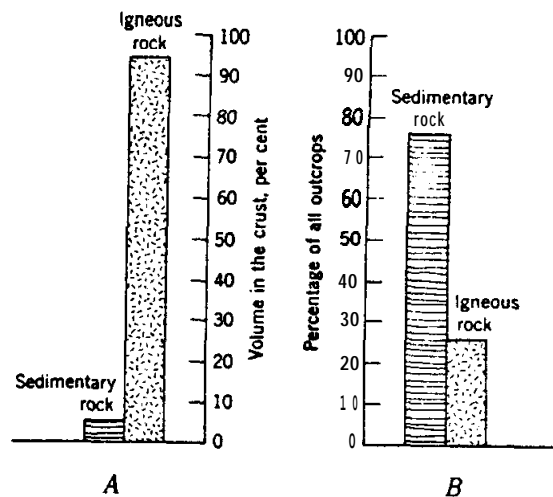 Igneous
rock
100
90
80
70
60
50
40
30
20
10
0
Volume in the crust, per cent
Sedimentary
rock
A
100
90
80
70
60
50
40
30
20
10
0
Percentage of all outcrops
Sedimentary
rock
Igneous
rock
B